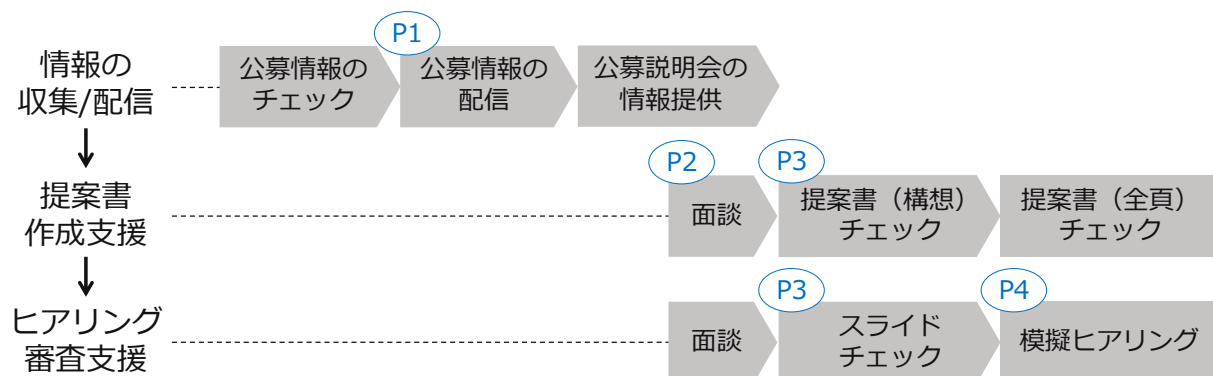 P1
情報の
収集/配信
公募情報の
チェック
公募情報の
配信
公募説明会の
情報提供
P2
P3
提案書
作成支援
面談
提案書（構想）
チェック
提案書（全頁）
チェック
P3
P4
ヒアリング
審査支援
面談
スライド
チェック
模擬ヒアリング